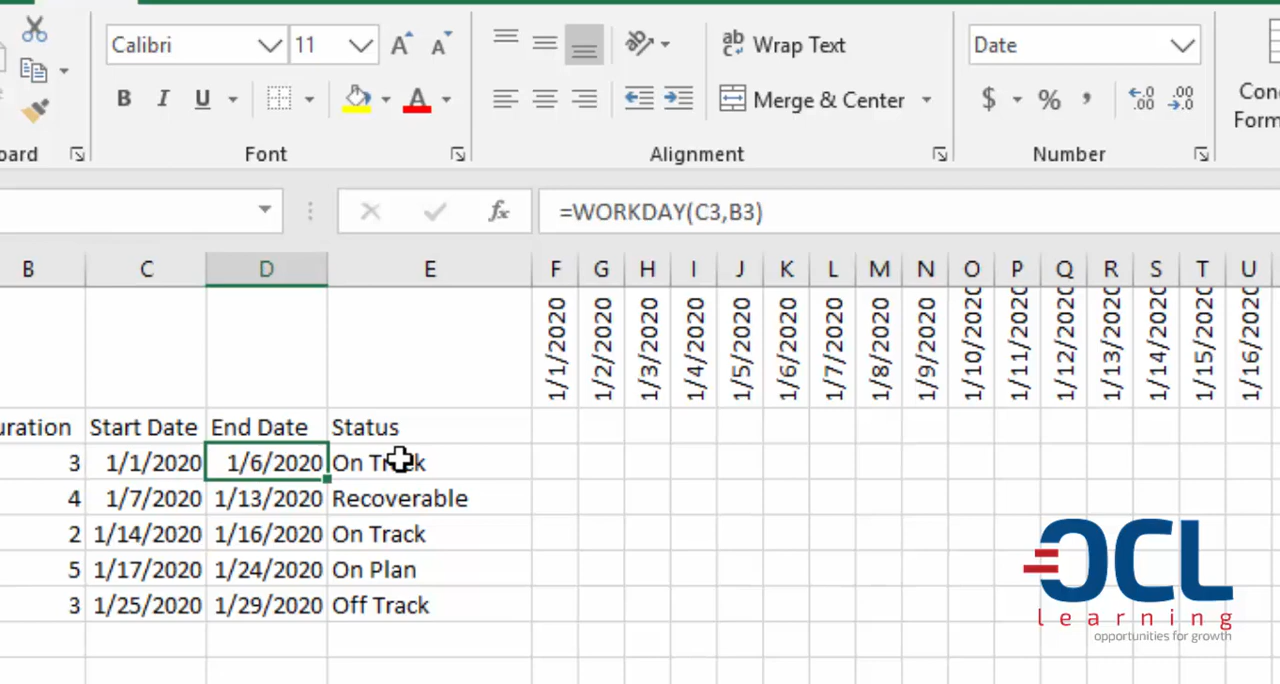 Calibri 11 A A ab Wrap Text Date
B I U A Merge & Center $ % , .00 .00
Font Alignment Number
fx =WORKDAY(C3,B3)
B C D E F G H I J K L M N O P Q R S T U
1/1/2020 1/2/2020 1/3/2020 1/4/2020 1/5/2020 1/6/2020 1/7/2020 1/8/2020 1/9/2020 1/10/2020 1/11/2020 1/12/2020 1/13/2020 1/14/2020 1/15/2020 1/16/2020
uration Start Date End Date Status
3 1/1/2020 1/6/2020 On Track
4 1/7/2020 1/13/2020 Recoverable
2 1/14/2020 1/16/2020 On Track
5 1/17/2020 1/24/2020 On Plan
3 1/25/2020 1/29/2020 Off Track
OCL
learning
opportunities for growth